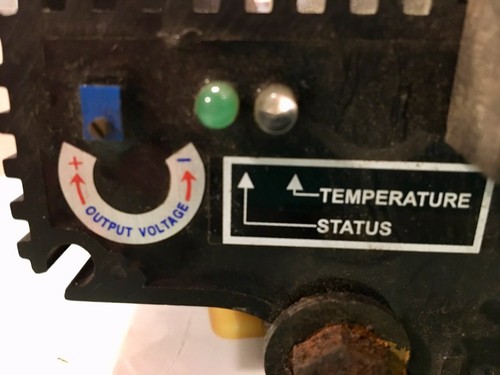 + −
OUTPUT VOLTAGE
TEMPERATURE
STATUS